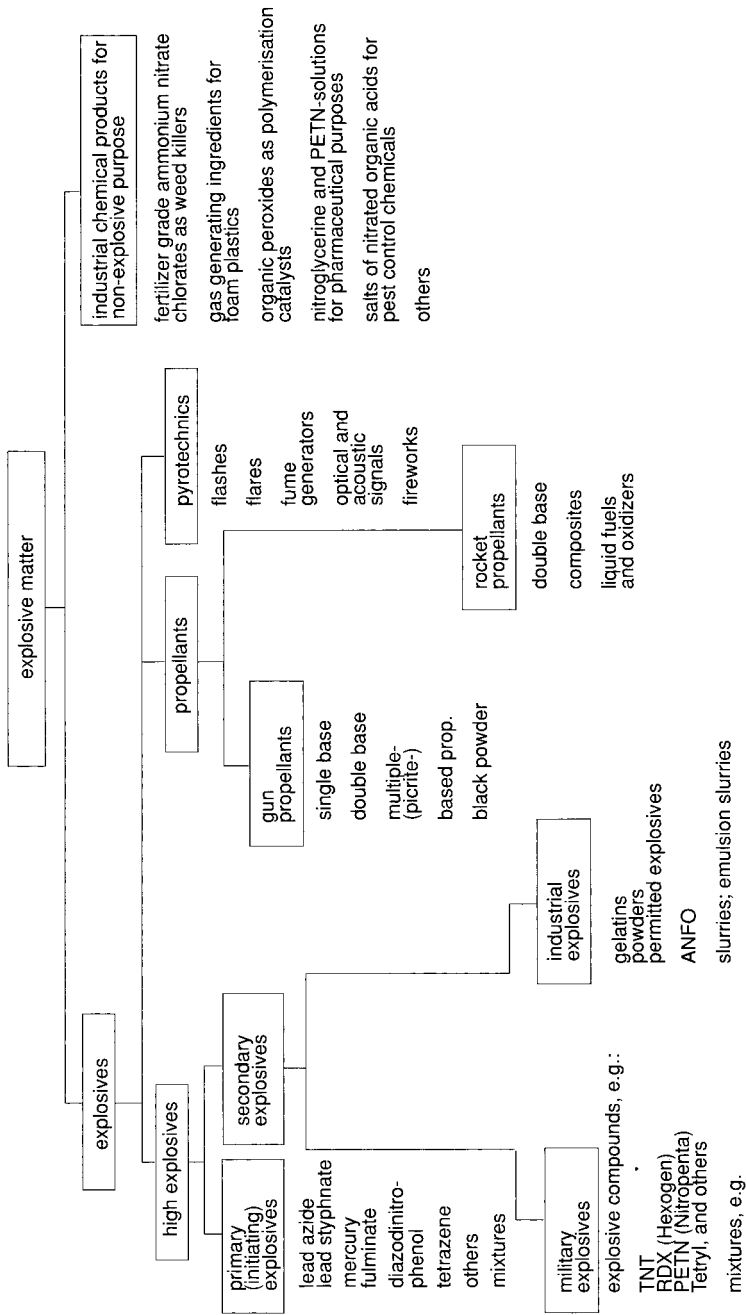 explosive matter
explosives
industrial chemical products for
non-explosive purpose
fertilizer grade ammonium nitrate
chlorates as weed killers
gas generating ingredients for
foam plastics
organic peroxides as polymerisation
catalysts
nitroglycerine and PETN-solutions
for pharmaceutical purposes
salts of nitrated organic acids for
pest control chemicals
others
high explosives
propellants
pyrotechnics
flashes
flares
fume
generators
optical and
acoustic
signals
fireworks
primary
(initiating)
explosives
lead azide
lead styphnate
mercury
fulminate
diazodinitro-
phenol
tetrazene
others
mixtures
secondary
explosives
gun
propellants
single base
double base
multiple-
(picrite-)
based prop.
black powder
rocket
propellants
double base
composites
liquid fuels
and oxidizers
military
explosives
explosive compounds, e.g.:
TNT
RDX (Hexogen)
PETN (Nitropenta)
Tetryl, and others
mixtures, e.g.
industrial
explosives
gelatins
powders
permitted explosives
ANFO
slurries; emulsion slurries